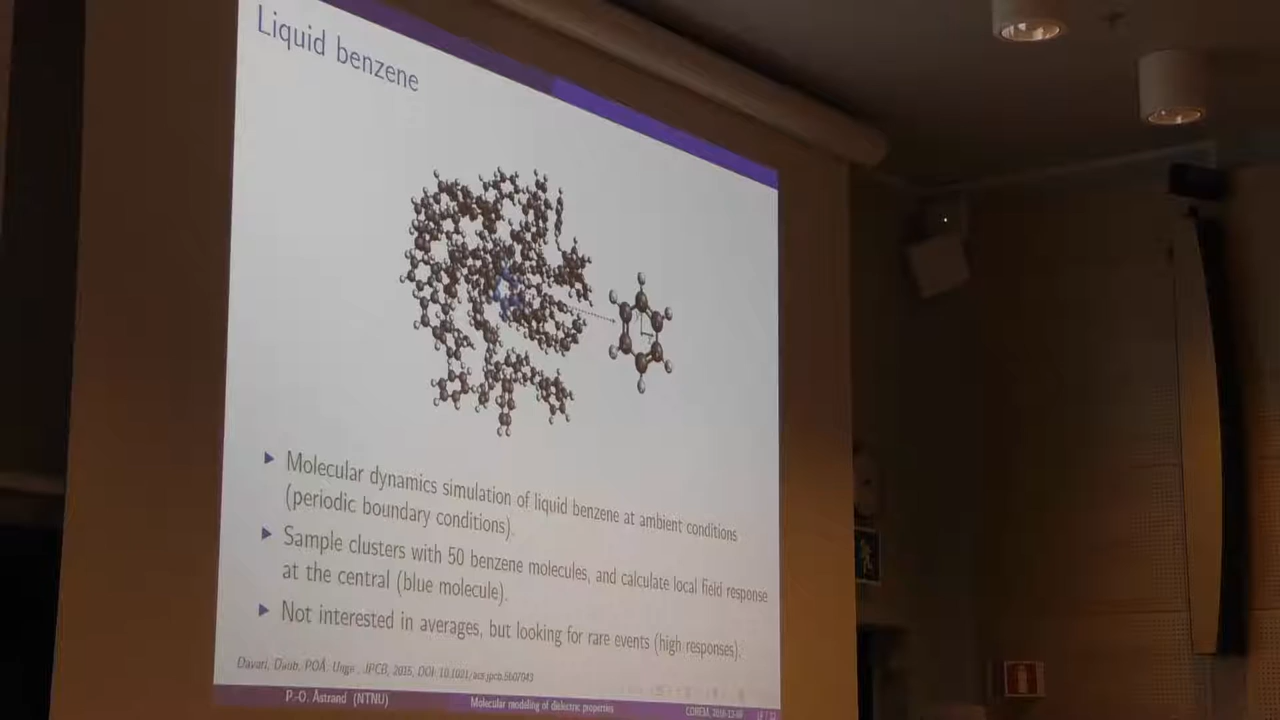 Liquid benzene
▶ Molecular dynamics simulation of liquid benzene at ambient conditions
(periodic boundary conditions).
▶ Sample clusters with 50 benzene molecules, and calculate local field response
at the central (blue molecule).
▶ Not interested in averages, but looking for rare events (high responses).
Davari, Daub, POÅ, Unge, JPCB, 2015, DOI: 10.1021/acs.jpcb.5b07043
P.-O. Åstrand (NTNU) Molecular modeling of dielectric properties